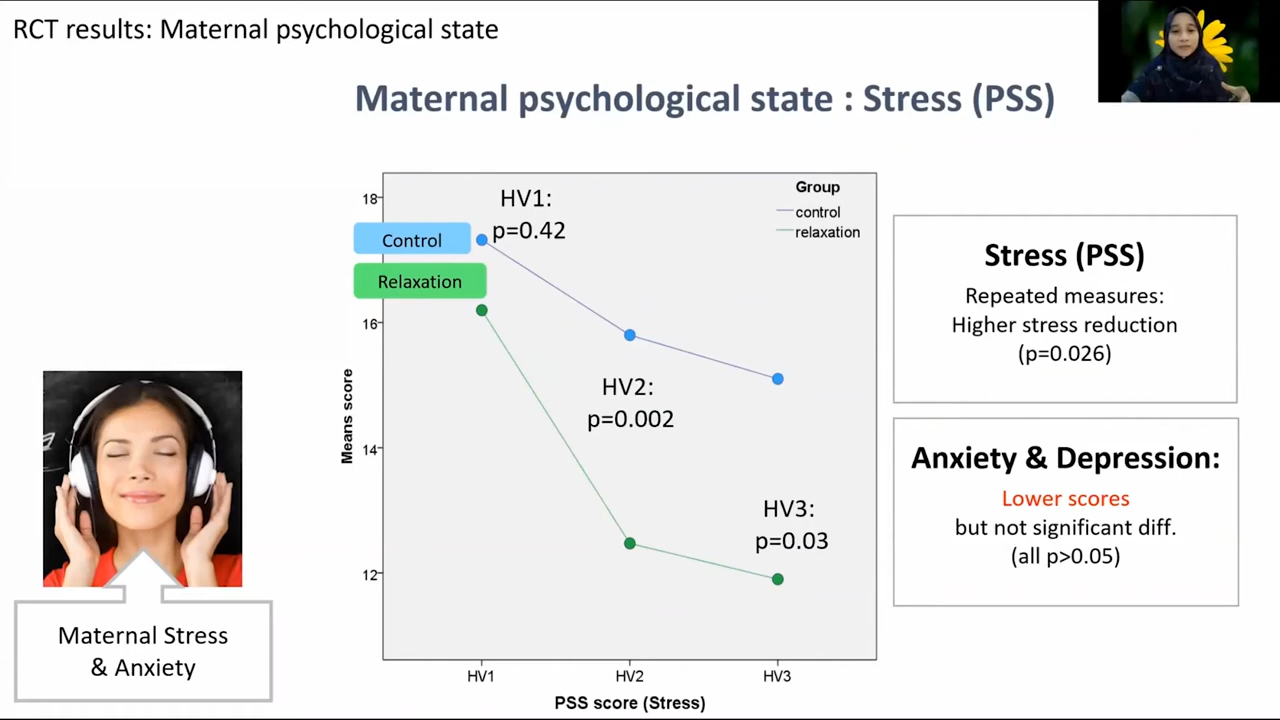 RCT results: Maternal psychological state
Maternal psychological state : Stress (PSS)
18
16
14
12
Means score
Control
Relaxation
HV1:
p=0.42
HV2:
p=0.002
HV3:
p=0.03
Group
control
relaxation
HV1
HV2
HV3
PSS score (Stress)
Stress (PSS)
Repeated measures:
Higher stress reduction
(p=0.026)
Anxiety & Depression:
Lower scores
but not significant diff.
(all p>0.05)
Maternal Stress
& Anxiety